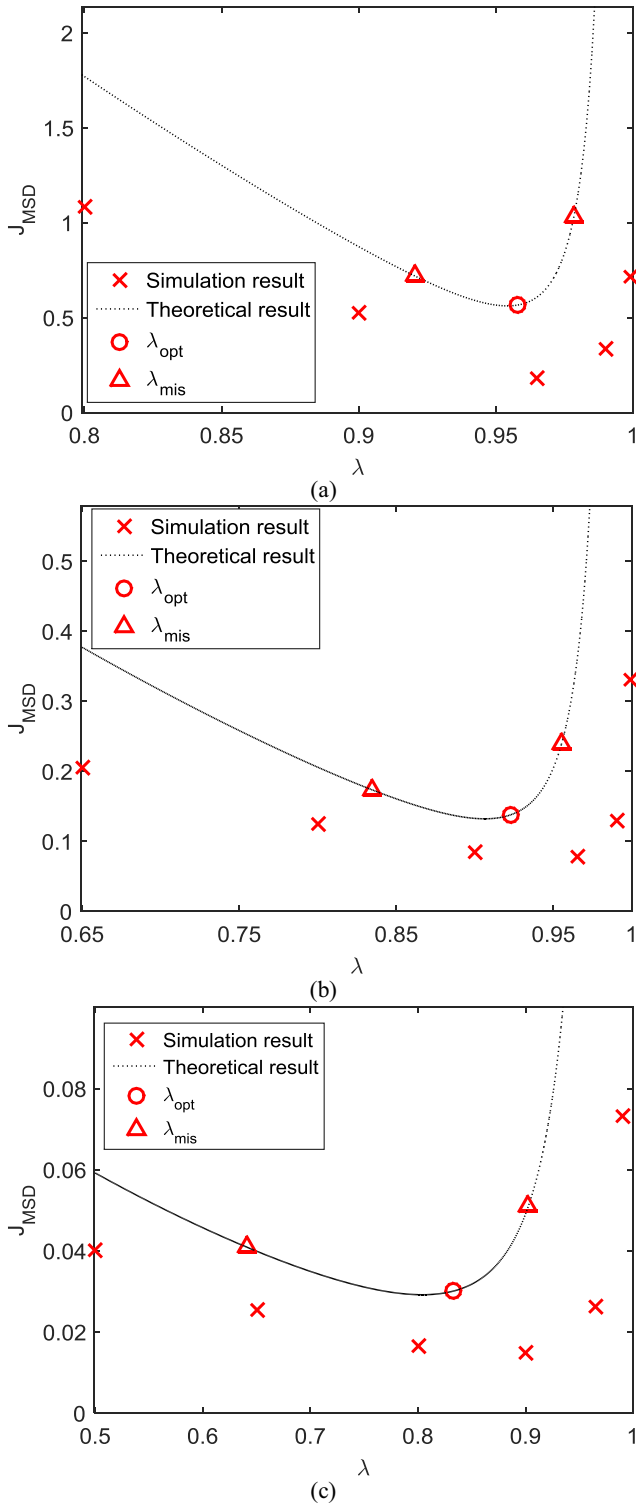 2
1.5
1
0.5
0
J_MSD
Simulation result
Theoretical result
λ_opt
λ_mis
0.8 0.85 0.9 0.95 1
λ
(a)
0.5
0.4
0.3
0.2
0.1
0
J_MSD
Simulation result
Theoretical result
λ_opt
λ_mis
0.65 0.75 0.85 0.95 1
λ
(b)
0.08
0.06
0.04
0.02
0
J_MSD
Simulation result
Theoretical result
λ_opt
λ_mis
0.5 0.6 0.7 0.8 0.9 1
λ
(c)